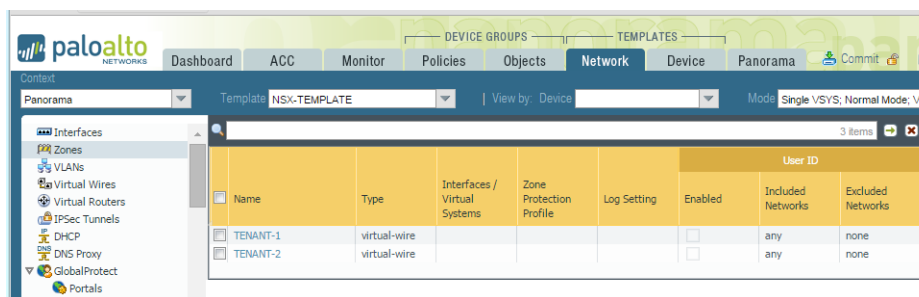 DEVICE GROUPS TEMPLATES
paloalto
NETWORKS
Dashboard ACC Monitor Policies Objects Network Device Panorama Commit
Context
Panorama Template NSX-TEMPLATE View by: Device Mode Single VSYS; Normal Mode; V
Interfaces
Zones
VLANs
Virtual Wires
Virtual Routers
IPSec Tunnels
DHCP
DNS Proxy
GlobalProtect
Portals
3 items
User ID
Name Type Interfaces / Virtual Systems Zone Protection Profile Log Setting Enabled Included Networks Excluded Networks
TENANT-1 virtual-wire any none
TENANT-2 virtual-wire any none